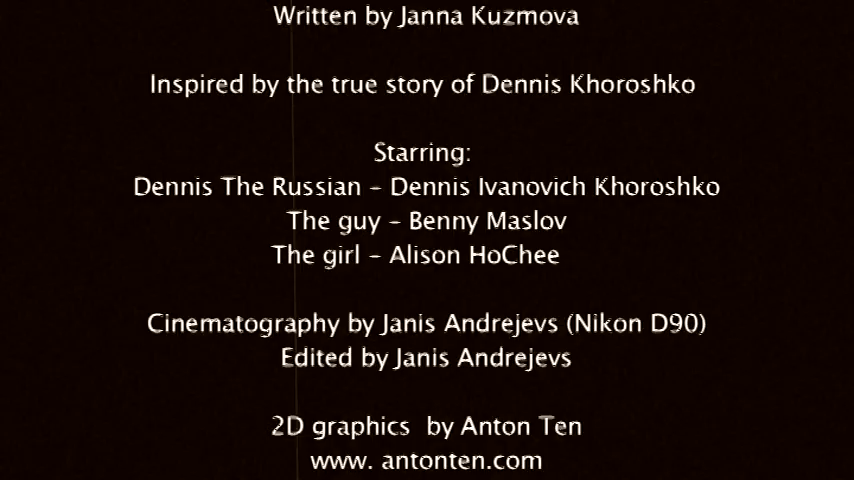 Written by Janna Kuzmova
Inspired by the true story of Dennis Khoroshko
Starring:
Dennis The Russian - Dennis Ivanovich Khoroshko
The guy - Benny Maslov
The girl - Alison HoChee
Cinematography by Janis Andrejevs (Nikon D90)
Edited by Janis Andrejevs
2D graphics  by Anton Ten
www. antonten.com